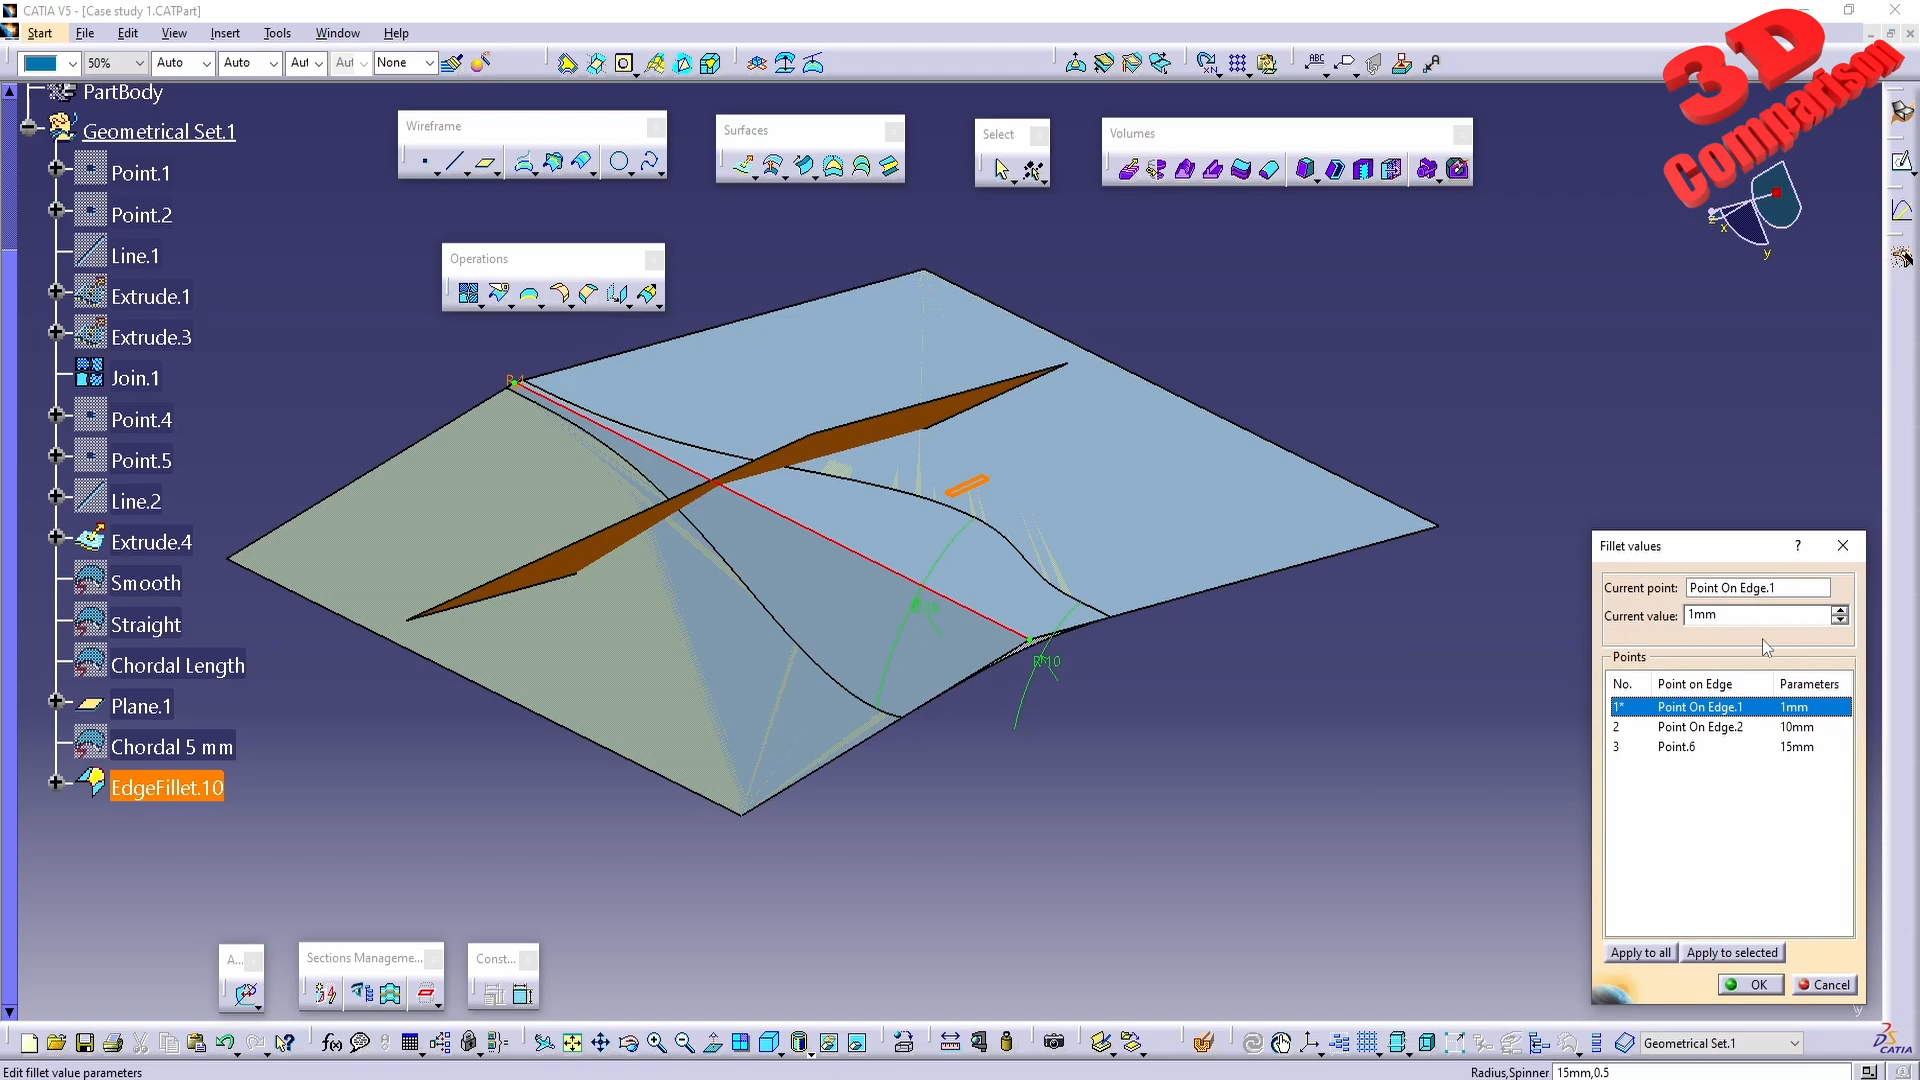 CATIA V5 - [Case study 1.CATPart]
Start File Edit View Insert Tools Window Help
50% Auto Auto Aut Aut None
ABC
3D
Comparison
PartBody
Geometrical Set.1
Point.1
Point.2
Line.1
Extrude.1
Extrude.3
Join.1
Point.4
Point.5
Line.2
Extrude.4
Smooth
Straight
Chordal Length
Plane.1
Chordal 5 mm
EdgeFillet.10
Wireframe
Surfaces
Select
Volumes
Operations
z
x
y
R 10
Fillet values ?
Current point: Point On Edge.1
Current value: 1mm
Points
No. Point on Edge Parameters
1* Point On Edge.1 1mm
2 Point On Edge.2 10mm
3 Point.6 15mm
Apply to all Apply to selected
OK Cancel
A...
Sections Manageme...
Const...
f(x)
Geometrical Set.1
CATIA
Edit fillet value parameters
Radius,Spinner 15mm,0.5